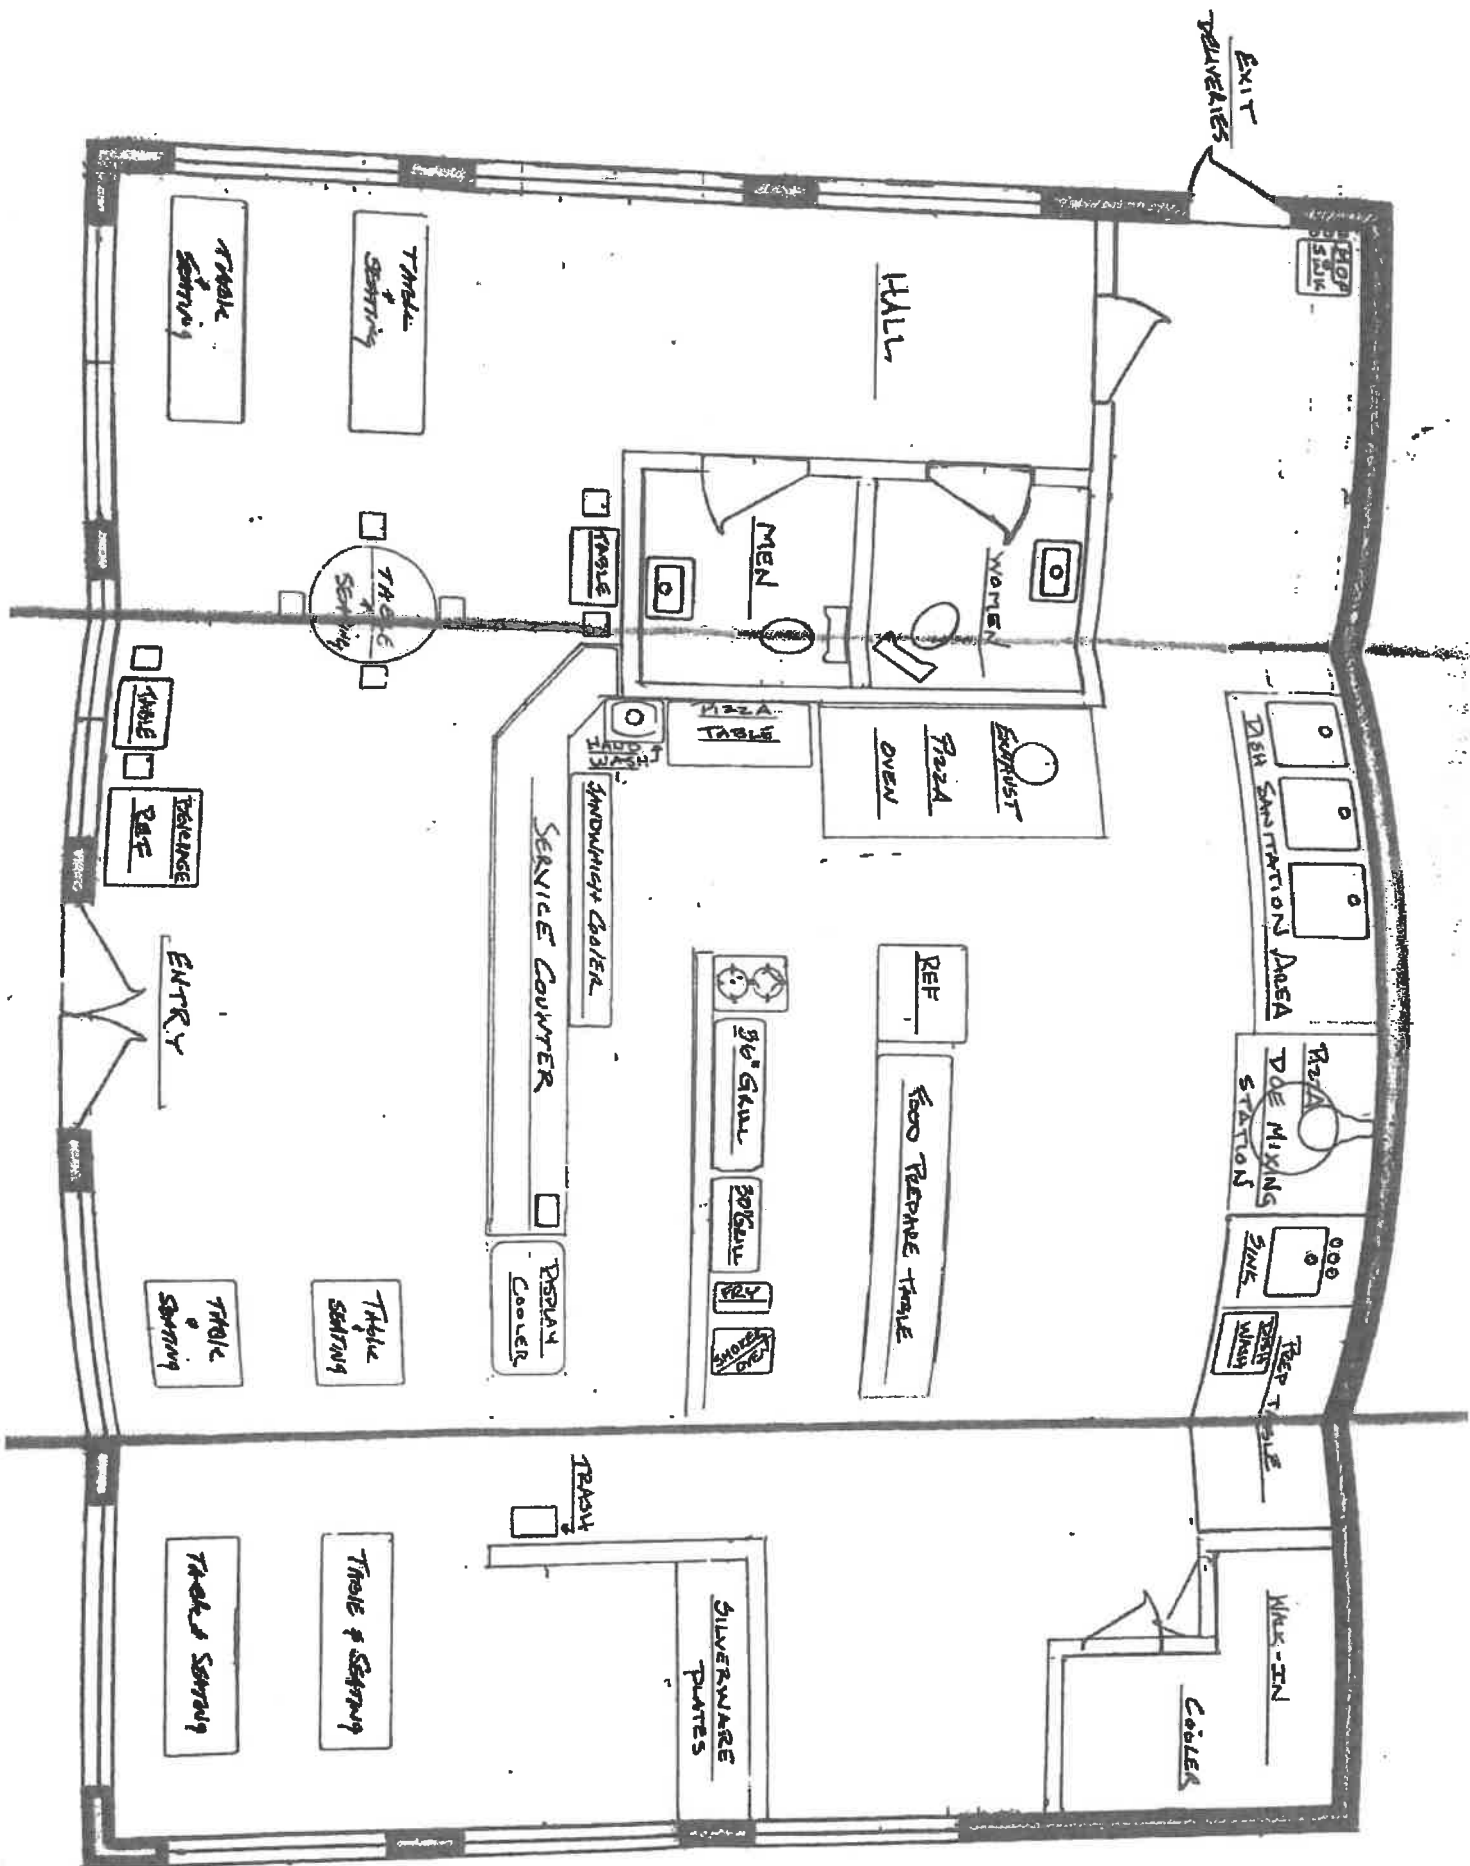 EXIT
DELIVERIES
MOP
SINK
HALL
TABLE
&
SEATING
TABLE
&
SEATING
WOMEN
MEN
TABLE
TABLE
&
SEATING
TABLE
BEVERAGE
REF
ENTRY
HAND
WASH
PIZZA
TABLE
EXHAUST
PIZZA
OVEN
DISH SANITATION AREA
SANDWHICH COOLER
SERVICE COUNTER
REF
36" GRILL
30" GRILL
FRY
SMOKER
OVEN
FOOD PREPARE TABLE
PIZZA
DOE MIXING
STATION
SINK
DISH
WASH
PREP TABLE
DISPLAY
COOLER
TABLE
&
SEATING
TABLE
&
SEATING
TRASH
TABLE & SEATING
TABLE & SEATING
SILVERWARE
PLATES
WALK-IN
COOLER